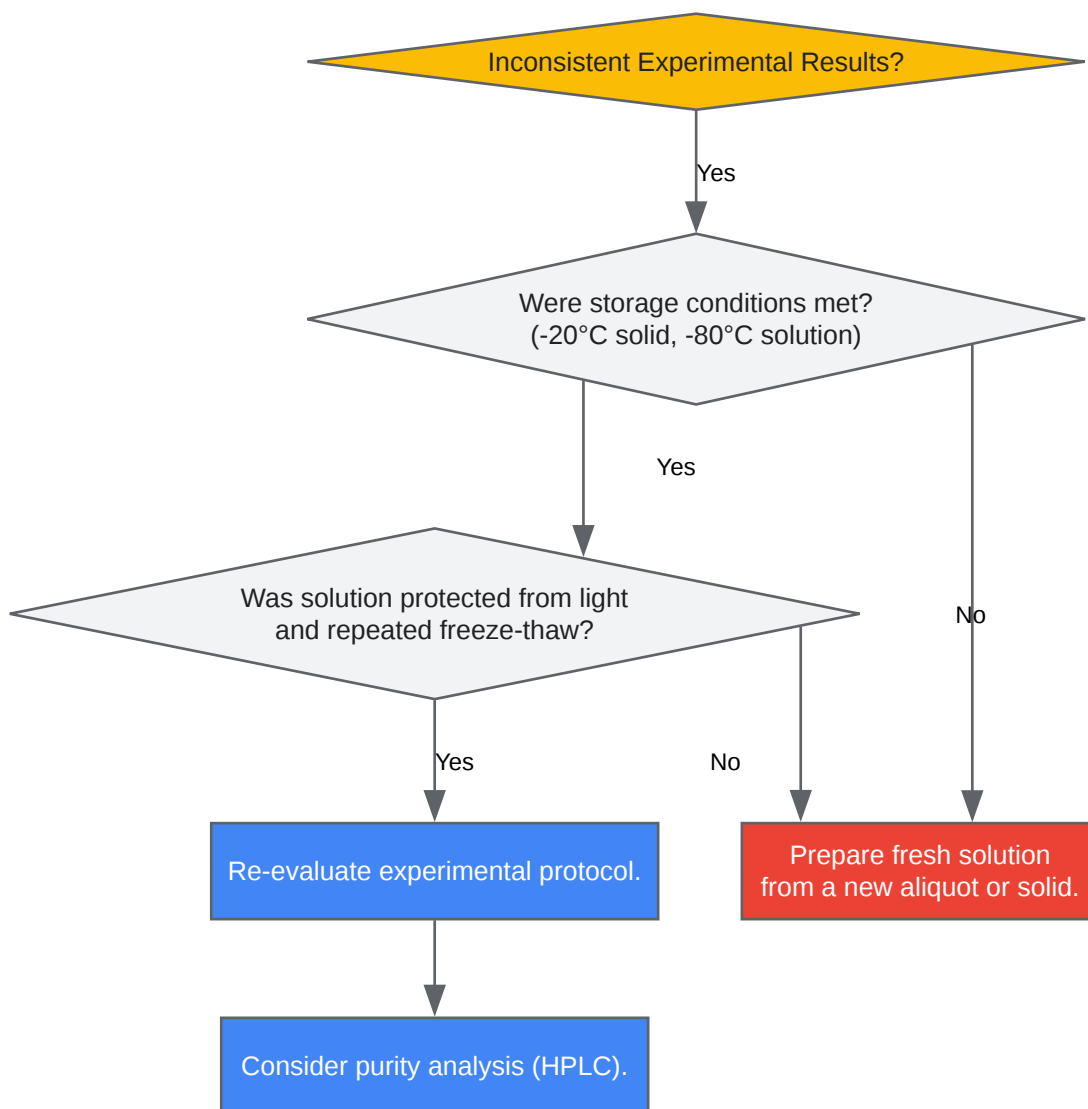 Inconsistent Experimental Results?
Yes
Were storage conditions met?
(-20°C solid, -80°C solution)
Yes
No
Was solution protected from light
and repeated freeze-thaw?
Yes
No
Re-evaluate experimental protocol.
Prepare fresh solution
from a new aliquot or solid.
Consider purity analysis (HPLC).